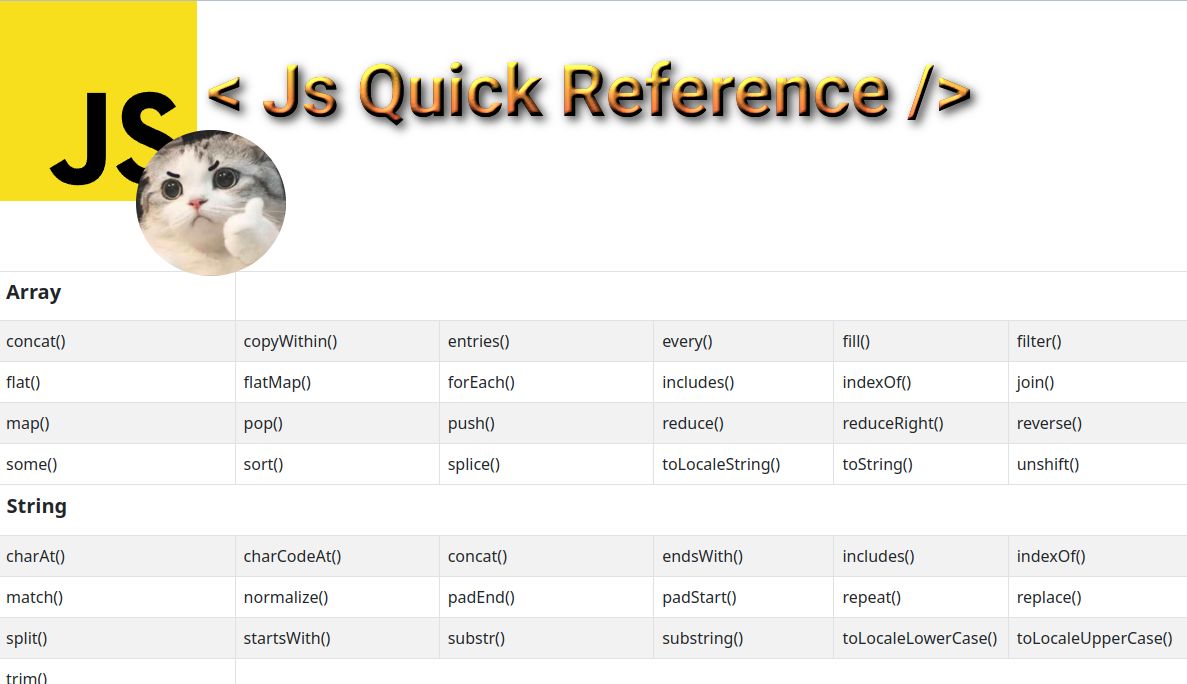 JS
< Js Quick Reference />
Array
concat() copyWithin() entries() every() fill() filter()
flat() flatMap() forEach() includes() indexOf() join()
map() pop() push() reduce() reduceRight() reverse()
some() sort() splice() toLocaleString() toString() unshift()
String
charAt() charCodeAt() concat() endsWith() includes() indexOf()
match() normalize() padEnd() padStart() repeat() replace()
split() startsWith() substr() substring() toLocaleLowerCase() toLocaleUpperCase()
trim()